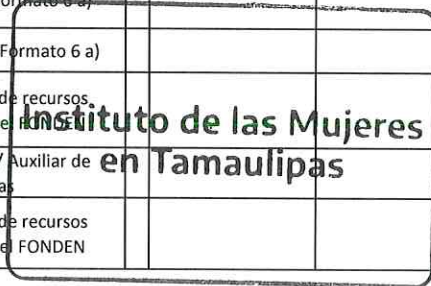 Formato 6 a)
Formato 6 a)
de recursos
el FONDEN
Instituto de las Mujeres
en Tamaulipas
/ Auxiliar de
as
de recursos
el FONDEN